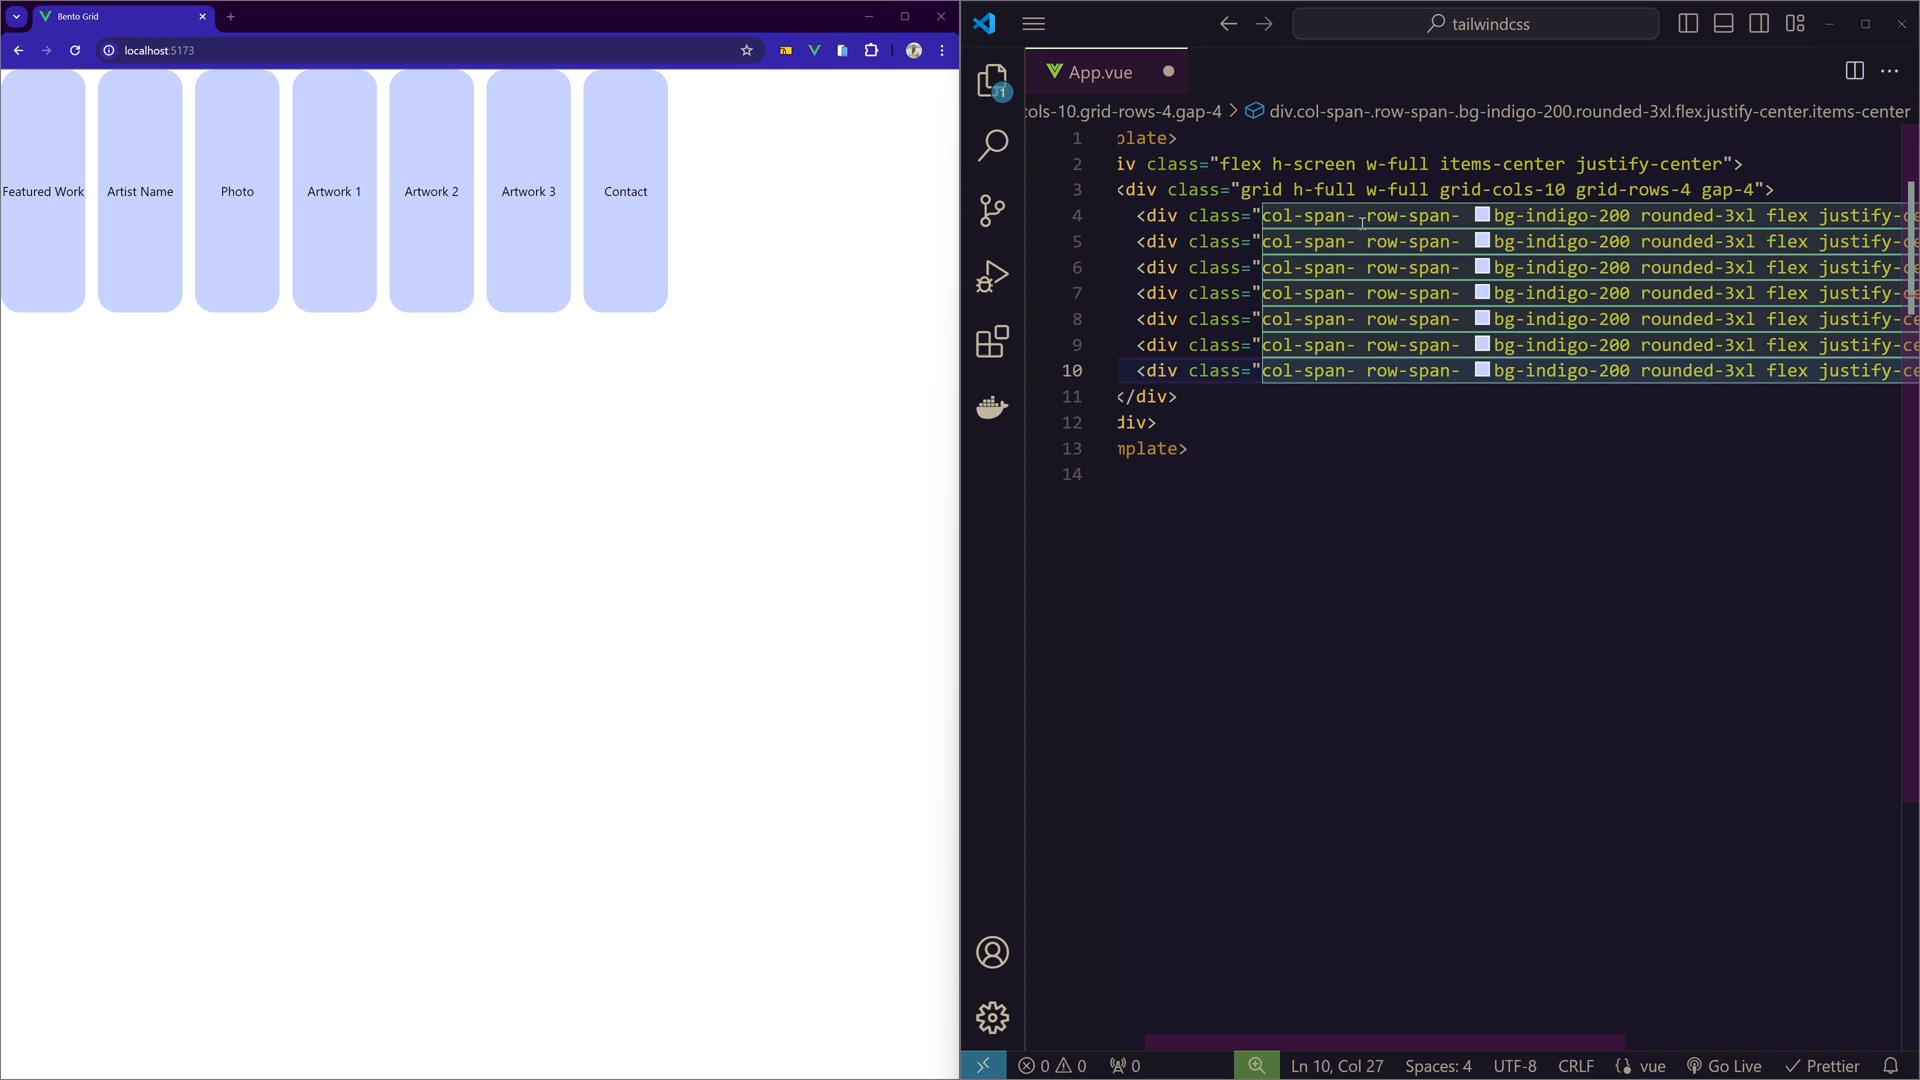 Bento Grid
localhost:5173
Featured Work
Artist Name
Photo
Artwork 1
Artwork 2
Artwork 3
Contact
tailwindcss
1
App.vue
cols-10.grid-rows-4.gap-4 > div.col-span-.row-span-.bg-indigo-200.rounded-3xl.flex.justify-center.items-center
1 plate>
2 iv class="flex h-screen w-full items-center justify-center">
3 <div class="grid h-full w-full grid-cols-10 grid-rows-4 gap-4">
4 <div class="col-span- row-span- bg-indigo-200 rounded-3xl flex justify-ce
5 <div class="col-span- row-span- bg-indigo-200 rounded-3xl flex justify-ce
6 <div class="col-span- row-span- bg-indigo-200 rounded-3xl flex justify-ce
7 <div class="col-span- row-span- bg-indigo-200 rounded-3xl flex justify-ce
8 <div class="col-span- row-span- bg-indigo-200 rounded-3xl flex justify-ce
9 <div class="col-span- row-span- bg-indigo-200 rounded-3xl flex justify-ce
10 <div class="col-span- row-span- bg-indigo-200 rounded-3xl flex justify-ce
11 </div>
12 div>
13 mplate>
14
0 0 0 Ln 10, Col 27 Spaces: 4 UTF-8 CRLF vue Go Live Prettier